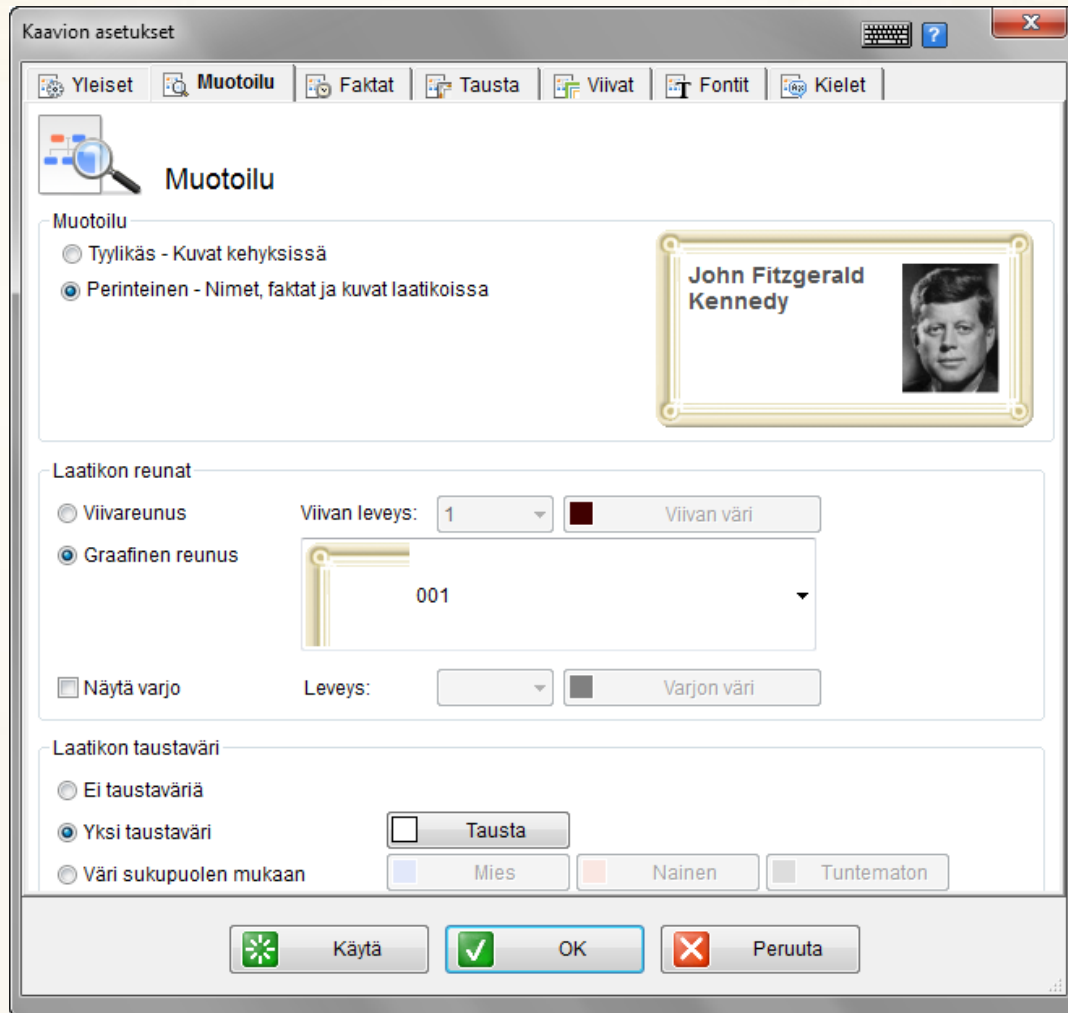 Kaavion asetukset
?
Yleiset Muotoilu Faktat Tausta Viivat Fontit Kielet
Muotoilu
Muotoilu
Tyylikäs - Kuvat kehyksissä
Perinteinen - Nimet, faktat ja kuvat laatikoissa
John Fitzgerald
Kennedy
Laatikon reunat
Viivareunus Viivan leveys: 1 Viivan väri
Graafinen reunus 001
Näytä varjo Leveys: Varjon väri
Laatikon taustaväri
Ei taustaväriä
Yksi taustaväri Tausta
Väri sukupuolen mukaan Mies Nainen Tuntematon
Käytä OK Peruuta